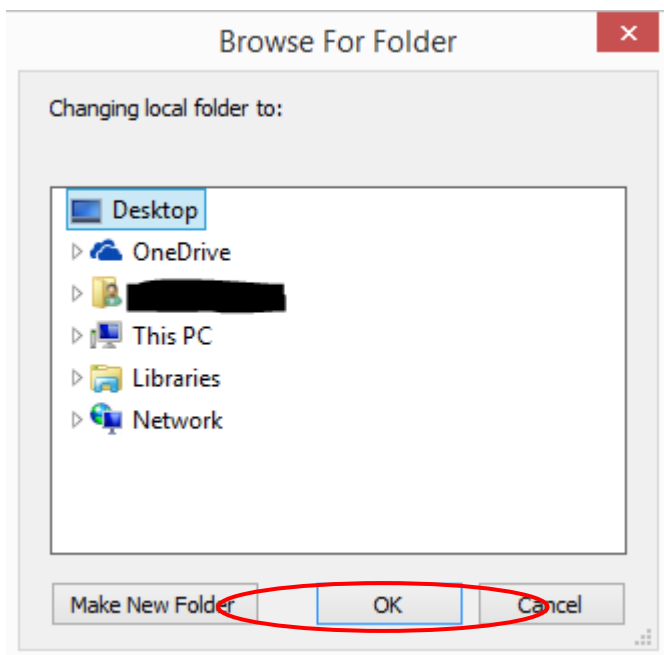 Browse For Folder
Changing local folder to:
Desktop
OneDrive
This PC
Libraries
Network
Make New Folder OK Cancel